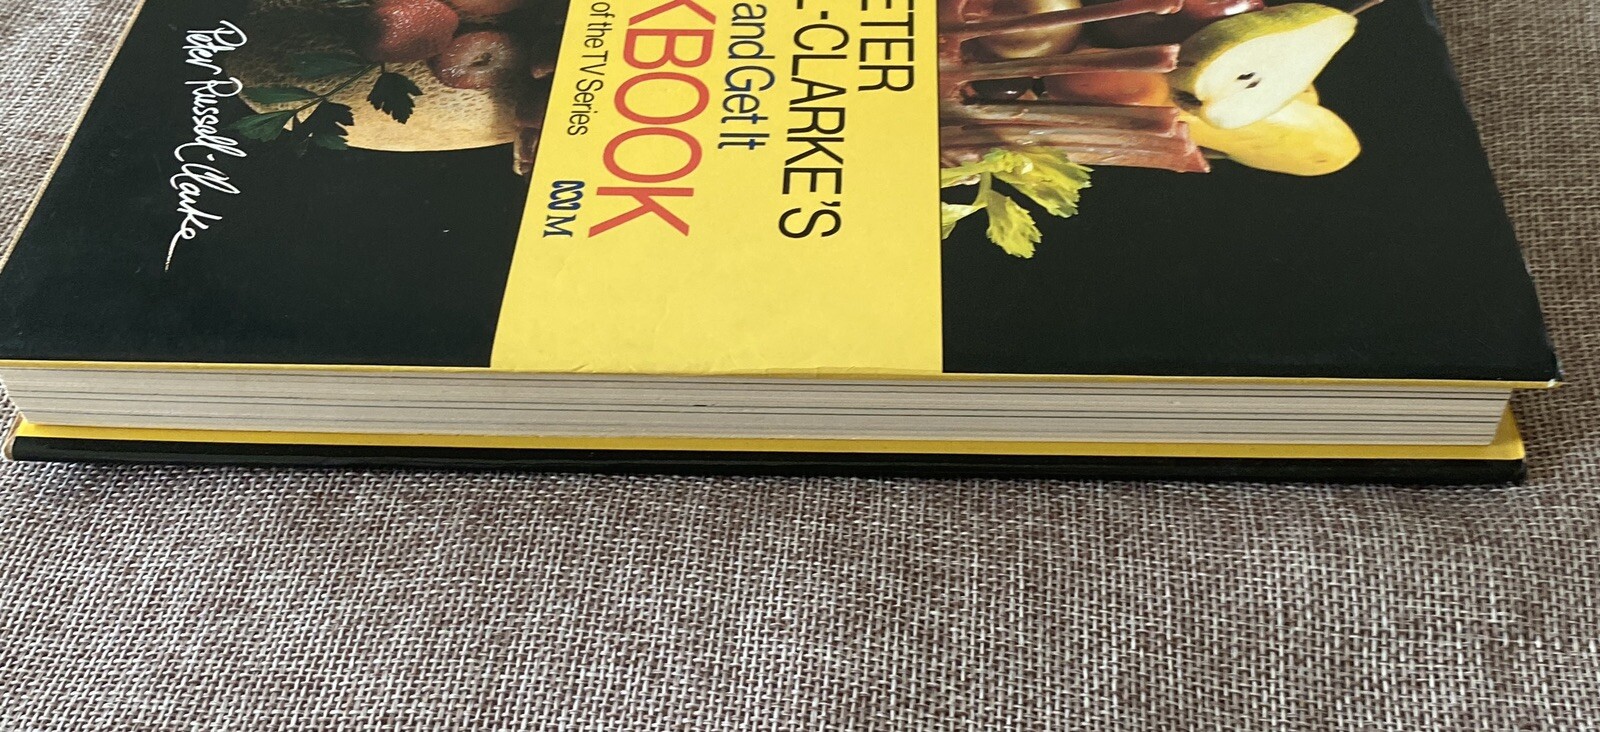 ETER
E-CLARKE'S
and Get It
KBOOK
of the TV Series
M
Peter Russell-Clarke